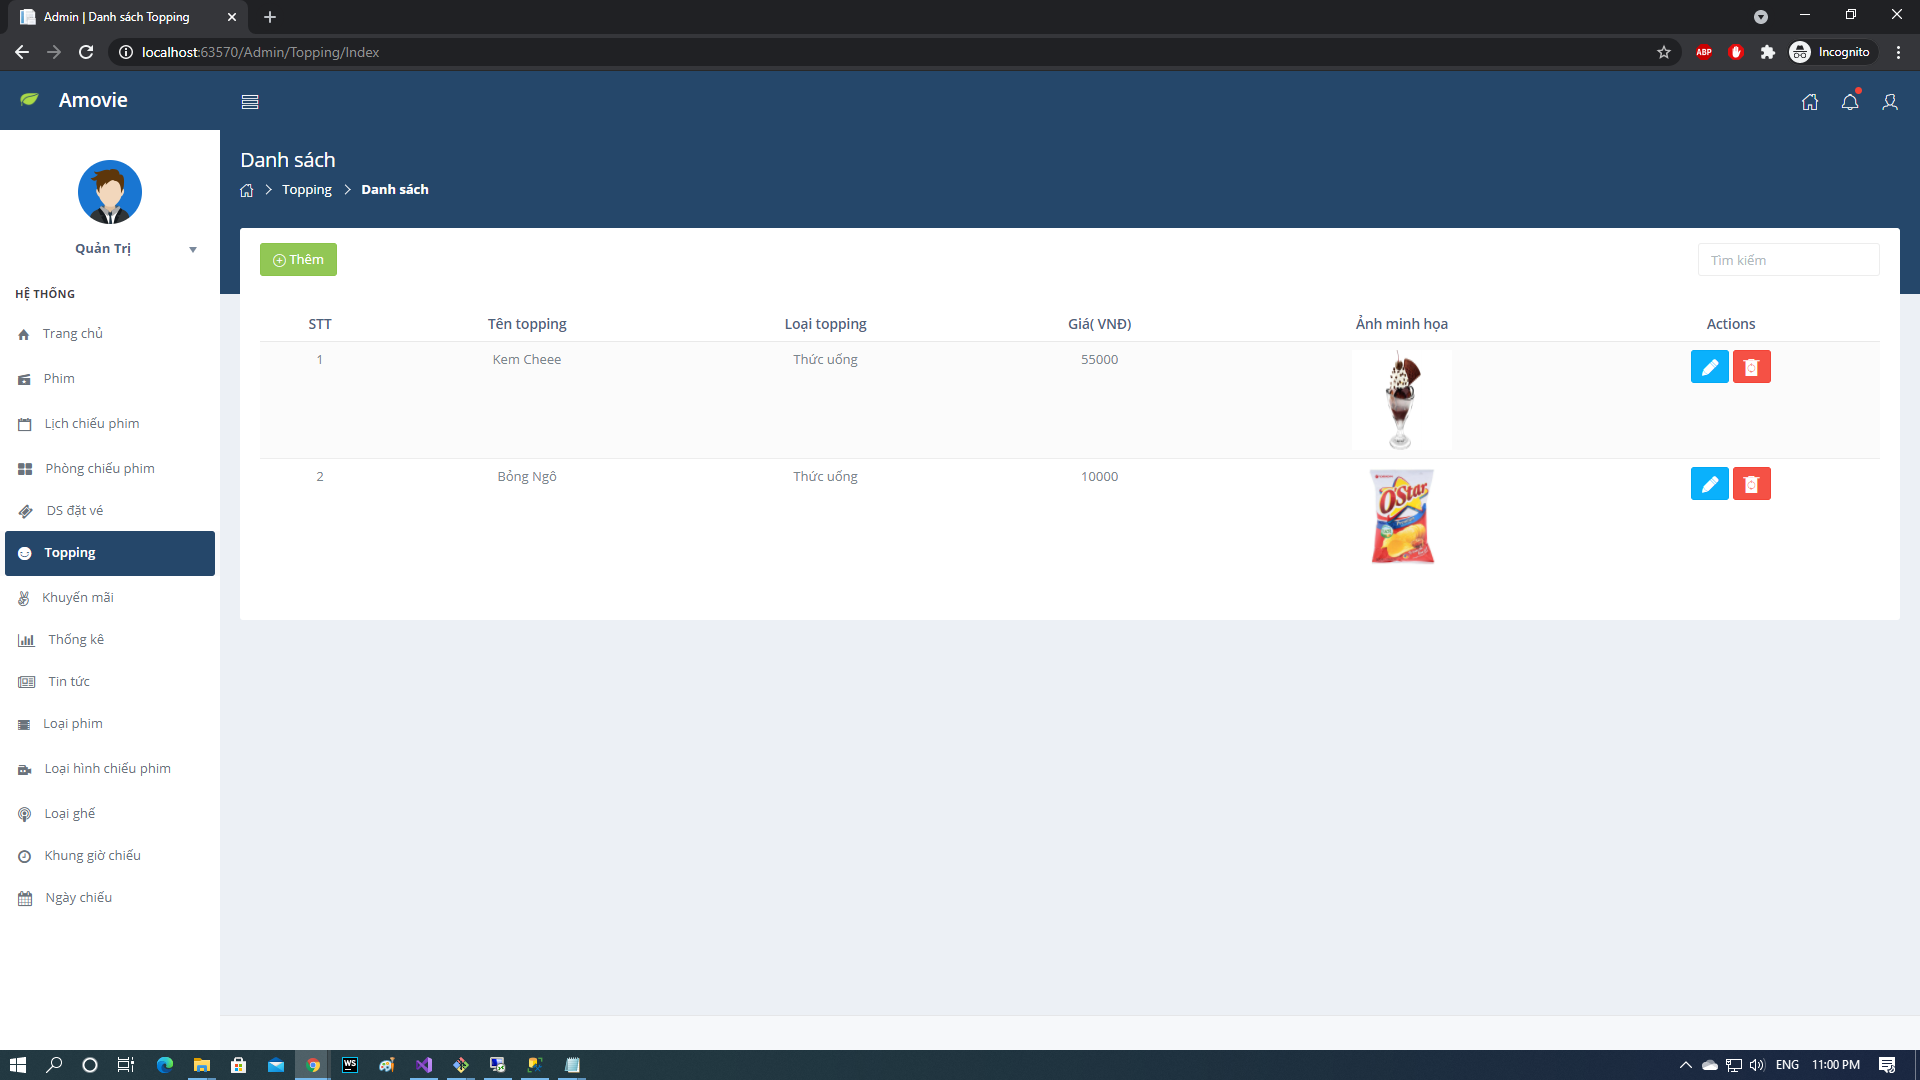 Admin | Danh sách Topping
localhost:63570/Admin/Topping/Index
ABP
Incognito
Amovie
Danh sách
Topping
Danh sách
Quản Trị
HỆ THỐNG
Trang chủ
Phim
Lịch chiếu phim
Phòng chiếu phim
DS đặt vé
Topping
Khuyến mãi
Thống kê
Tin tức
Loại phim
Loại hình chiếu phim
Loại ghế
Khung giờ chiếu
Ngày chiếu
Thêm
Tìm kiếm
STT Tên topping Loại topping Giá( VNĐ) Ảnh minh họa Actions
1 Kem Cheee Thức uống 55000
2 Bỏng Ngô Thức uống 10000
O'Star
WS
ENG 11:00 PM